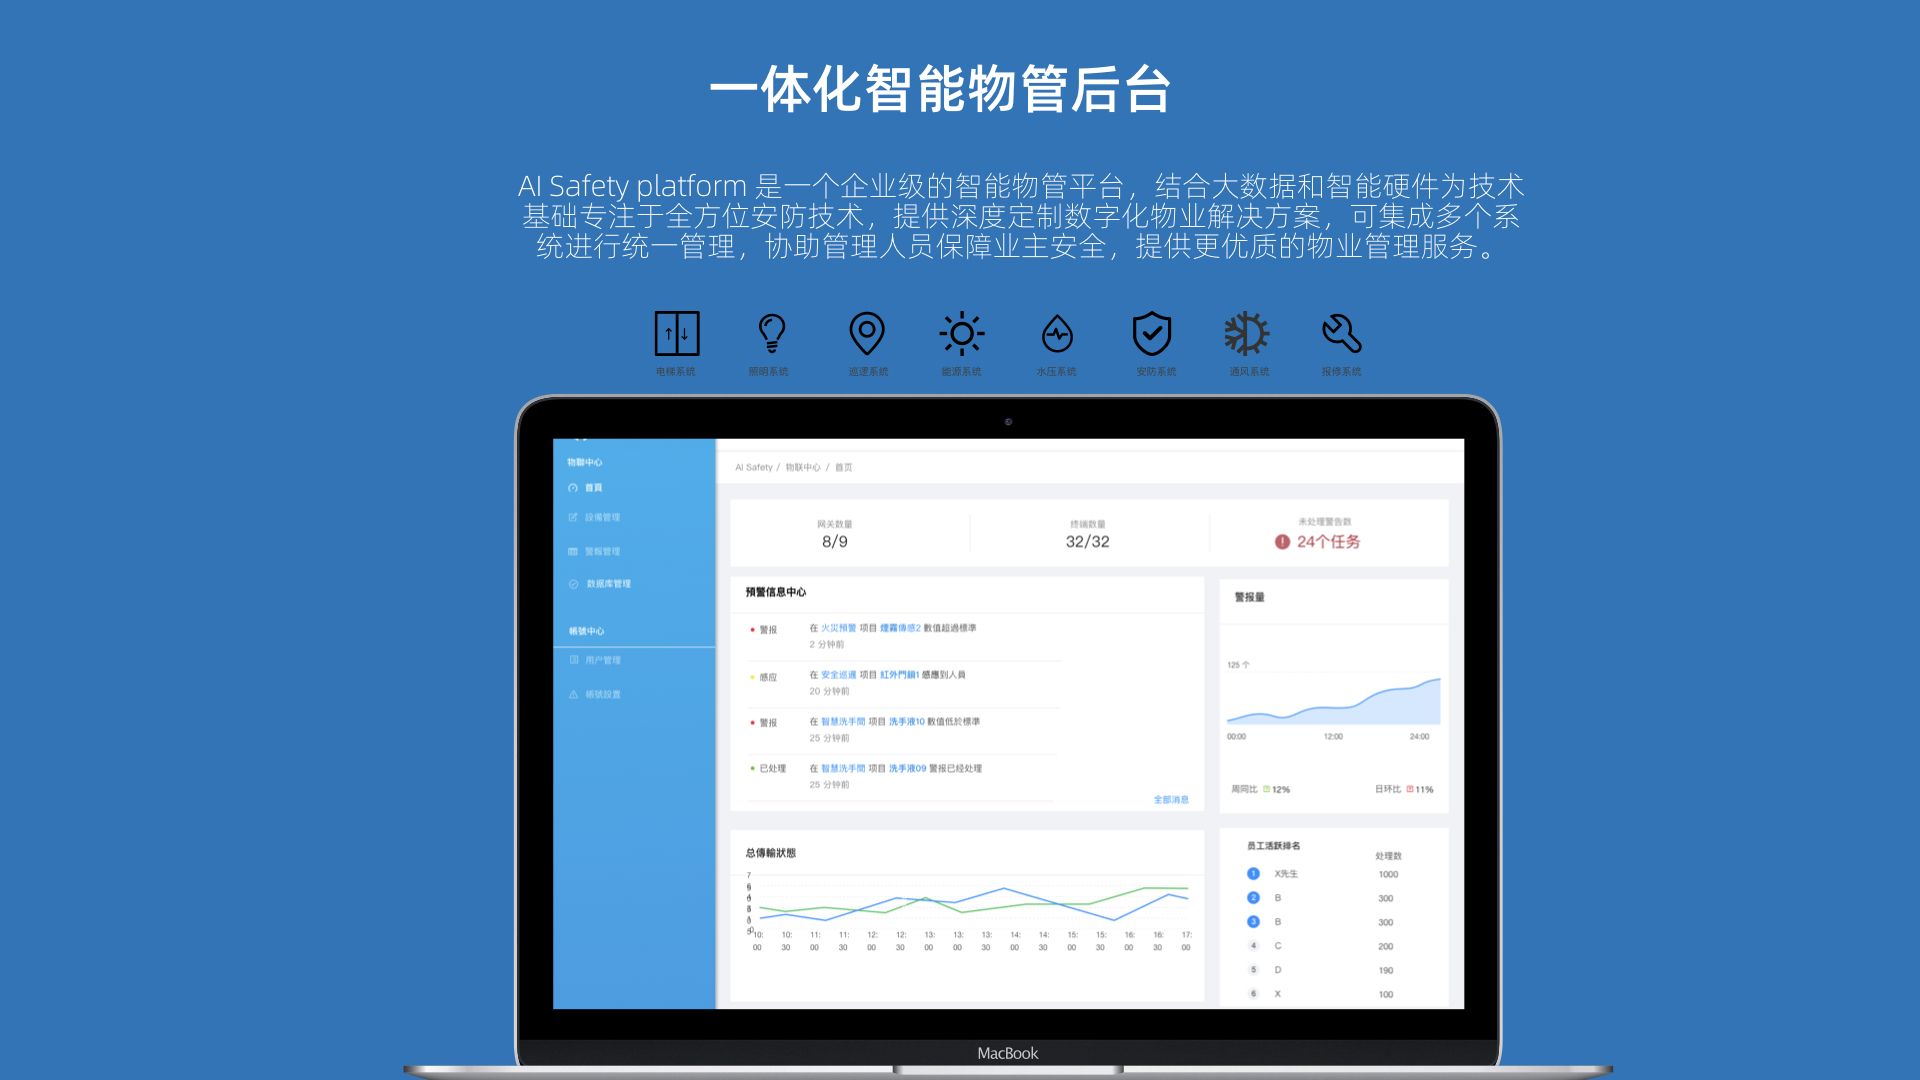 一体化智能物管后台
AI Safety platform 是一个企业级的智能物管平台，结合大数据和智能硬件为技术
基础专注于全方位安防技术，提供深度定制数字化物业解决方案，可集成多个系
统进行统一管理，协助管理人员保障业主安全，提供更优质的物业管理服务。
电梯系统 照明系统 巡逻系统 能源系统 水压系统 安防系统 通风系统 报修系统
物聯中心
首頁
設備管理
警報管理
数据库管理
帳號中心
用户管理
帳號設置
AI Safety / 物联中心 / 首页
网关数量
8/9
终端数量
32/32
未处理警告数
24个任务
預警信息中心
警报 在 火災預警 项目 煙霧傳感2 數值超過標準
2 分钟前
感应 在 安全巡邏 项目 紅外門鎖1 感應到人員
20 分钟前
警报 在 智慧洗手間 项目 洗手液10 數值低於標準
25 分钟前
已处理 在 智慧洗手間 项目 洗手液09 警报已经处理
25 分钟前
全部消息
警报量
125 个
00:00 12:00 24:00
周同比 12% 日环比 11%
总傳輸狀態
7
10:00 10:30 11:00 11:30 12:00 12:30 13:00 13:30 13:30 14:00 14:30 15:00 15:30 16:00 16:30 17:00
员工活跃排名 处理数
1 X先生 1000
2 B 300
3 B 300
4 C 200
5 D 190
6 X 100
MacBook